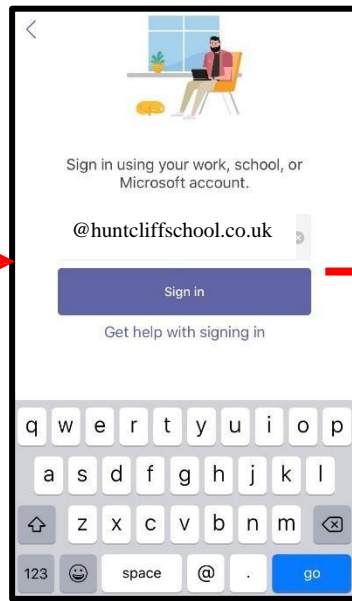 Sign in using your work, school, or
Microsoft account.
@huntcliffschool.co.uk
Sign in
Get help with signing in
q w e r t y u i o p
a s d f g h j k l
z x c v b n m
123 space @ . go